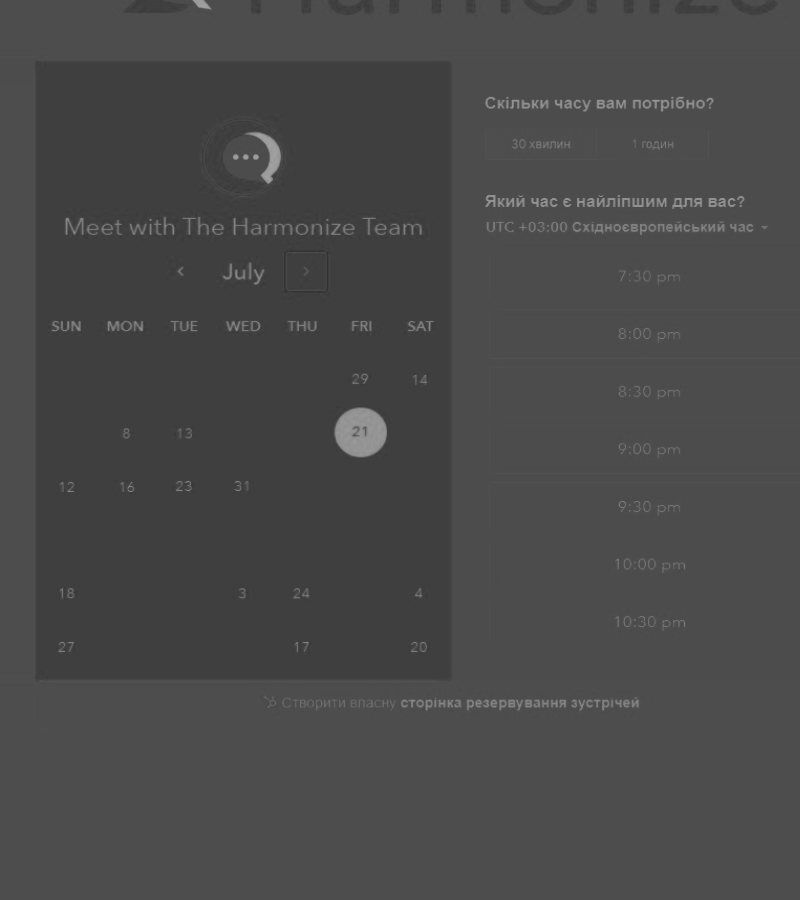 Harmonize
Meet with The Harmonize Team
July
SUN MON TUE WED THU FRI SAT
29 14
8 13 21
12 16 23 31
18 3 24 4
27 17 20
Скільки часу вам потрібно?
30 хвилин 1 годин
Який час є найліпшим для вас?
UTC +03:00 Східноєвропейський час
7:30 pm
8:00 pm
8:30 pm
9:00 pm
9:30 pm
10:00 pm
10:30 pm
Створити власну сторінка резервування зустрічей